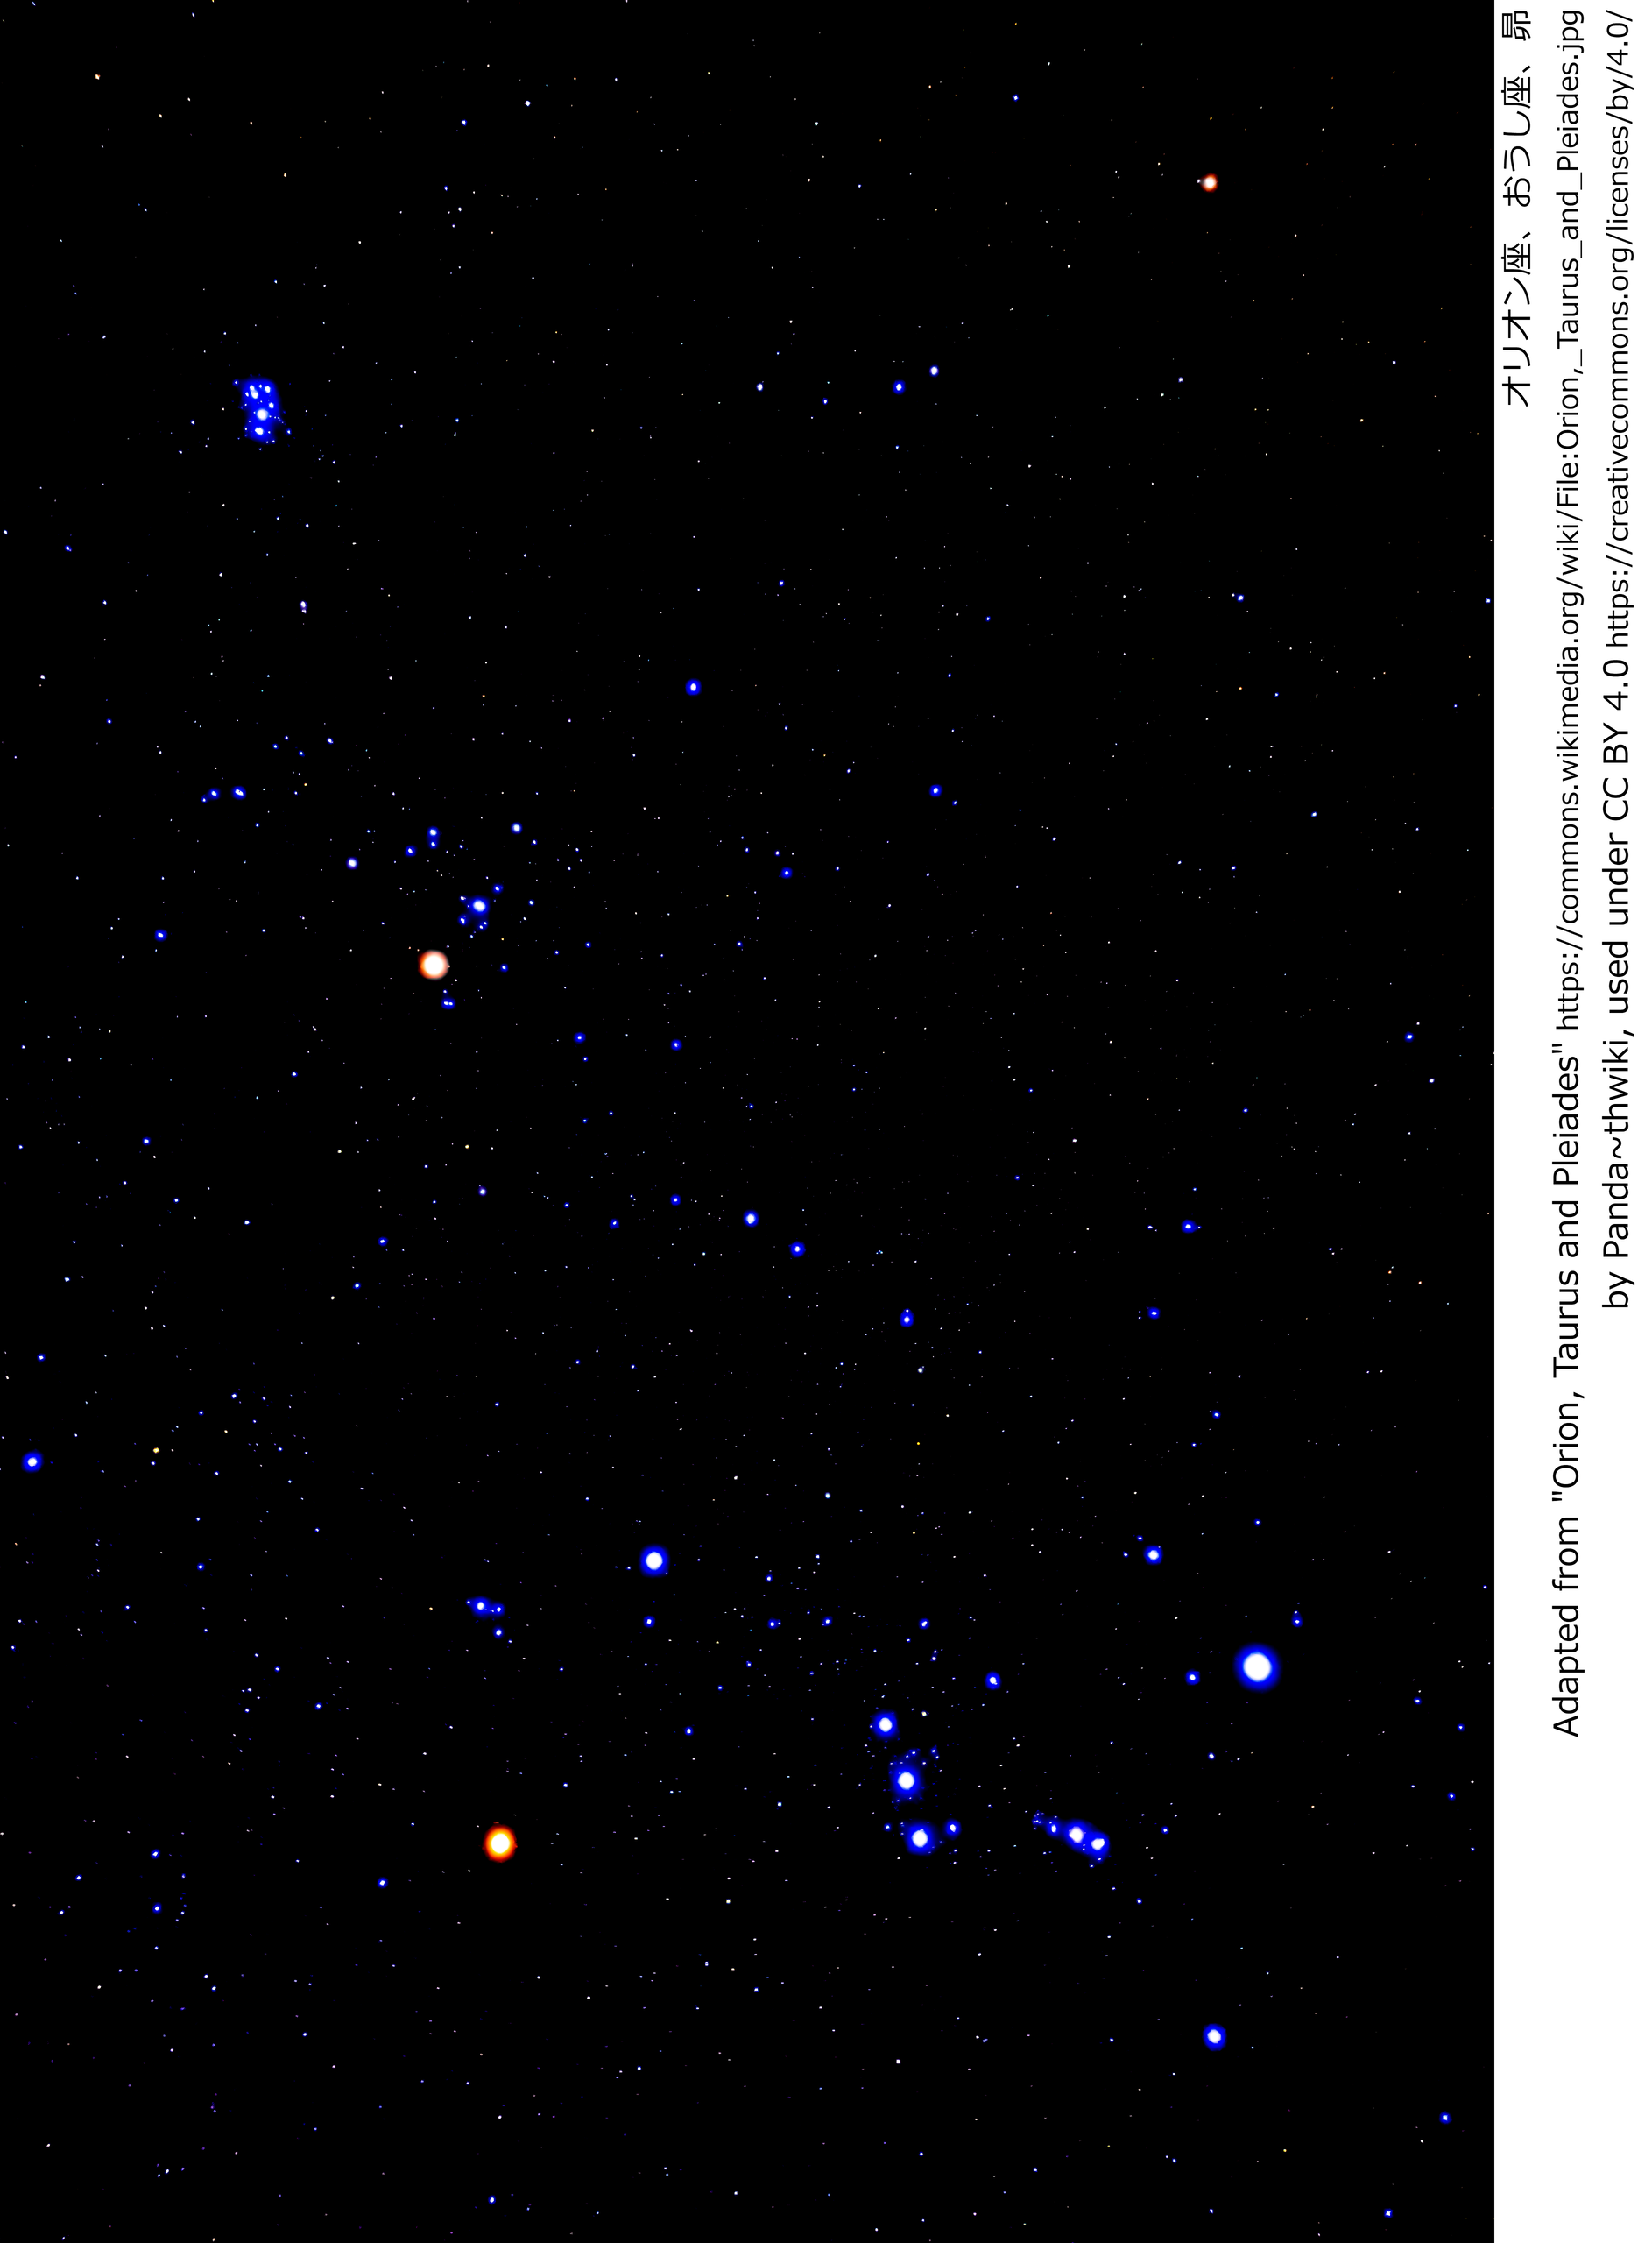 オリオン座、おうし座、昴
Adapted from "Orion, Taurus and Pleiades" https://commons.wikimedia.org/wiki/File:Orion,_Taurus_and_Pleiades.jpg
by Panda~thwiki, used under CC BY 4.0 https://creativecommons.org/licenses/by/4.0/